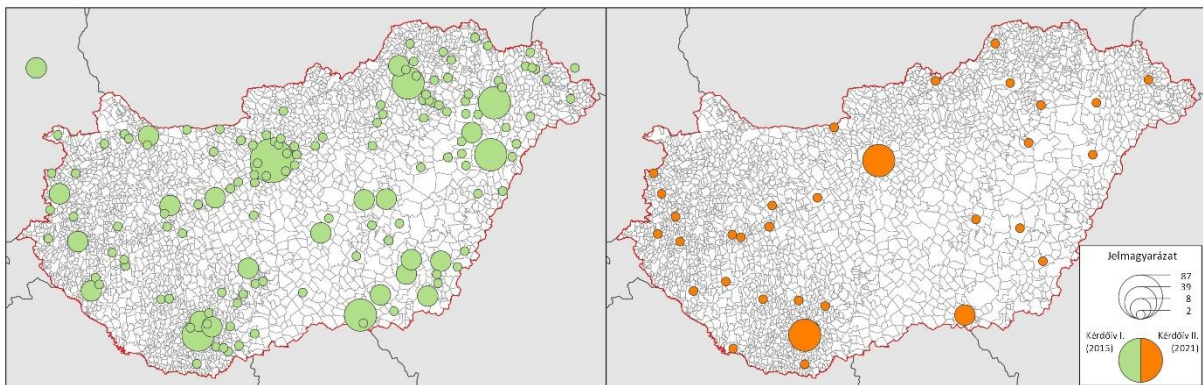 Jelmagyarázat
87
39
8
2
Kérdőív I.
(2015)
Kérdőív II.
(2021)